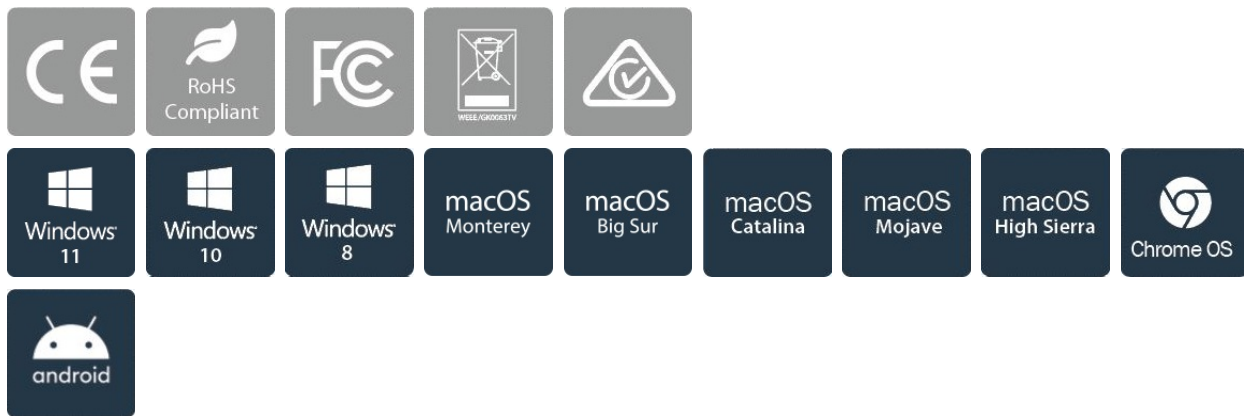 CE
RoHS
Compliant
FC
WEEE/GK0083TV
Windows
11
Windows
10
Windows
8
macOS
Monterey
macOS
Big Sur
macOS
Catalina
macOS
Mojave
macOS
High Sierra
Chrome OS
android